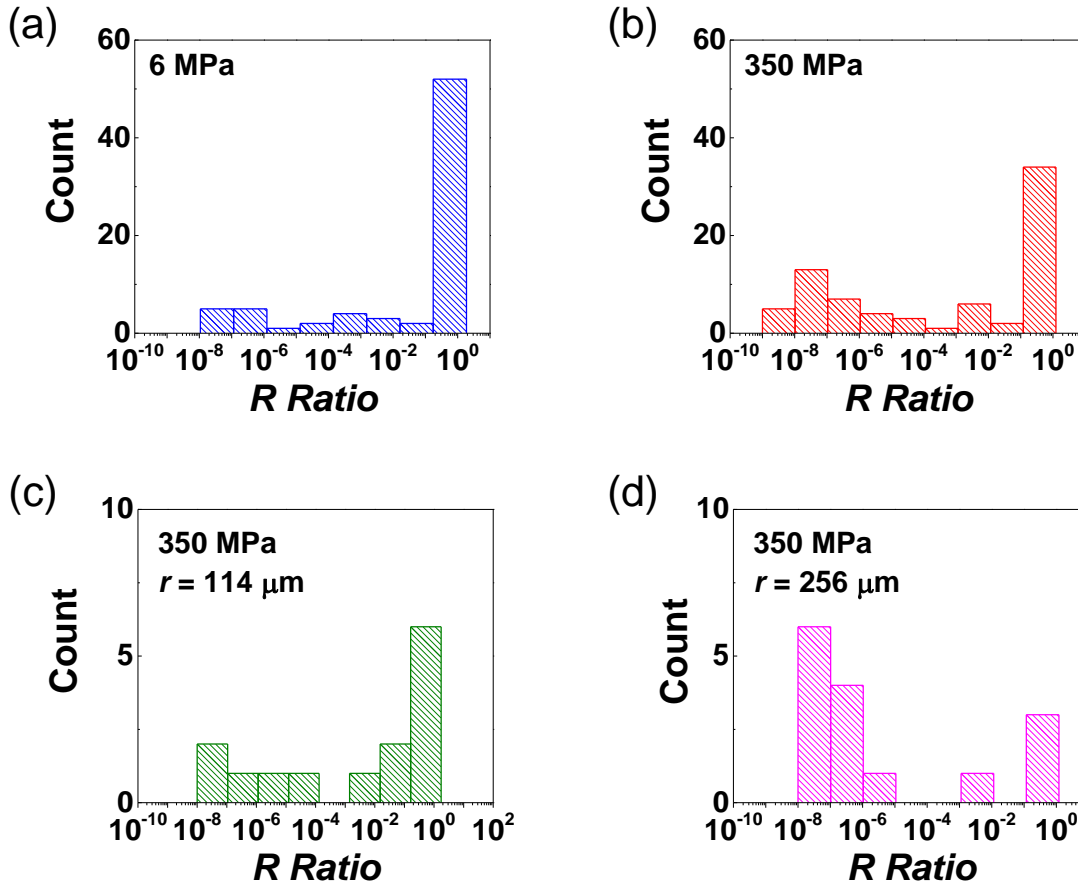 (a)
6 MPa
60
40
20
0
Count
10^-10 10^-8 10^-6 10^-4 10^-2 10^0
R Ratio
(b)
350 MPa
60
40
20
0
Count
10^-10 10^-8 10^-6 10^-4 10^-2 10^0
R Ratio
(c)
350 MPa
r = 114 μm
10
5
0
Count
10^-10 10^-8 10^-6 10^-4 10^-2 10^0 10^2
R Ratio
(d)
350 MPa
r = 256 μm
10
5
0
Count
10^-10 10^-8 10^-6 10^-4 10^-2 10^0
R Ratio